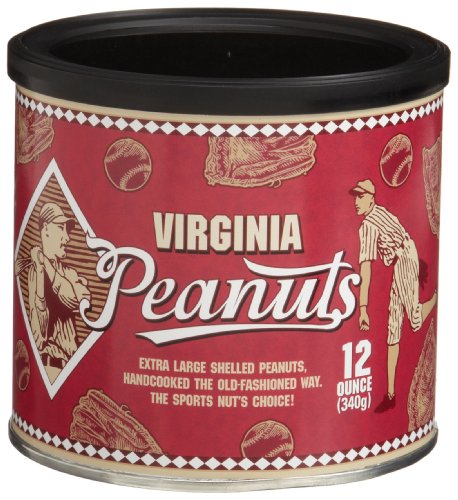 VIRGINIA
Peanuts
EXTRA LARGE SHELLED PEANUTS,
HANDCOOKED THE OLD-FASHIONED WAY.
THE SPORTS NUT'S CHOICE!
12
OUNCE
(340g)